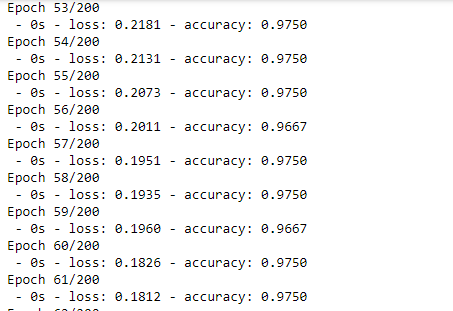 Epoch 53/200
 - 0s - loss: 0.2181 - accuracy: 0.9750
Epoch 54/200
 - 0s - loss: 0.2131 - accuracy: 0.9750
Epoch 55/200
 - 0s - loss: 0.2073 - accuracy: 0.9750
Epoch 56/200
 - 0s - loss: 0.2011 - accuracy: 0.9667
Epoch 57/200
 - 0s - loss: 0.1951 - accuracy: 0.9750
Epoch 58/200
 - 0s - loss: 0.1935 - accuracy: 0.9750
Epoch 59/200
 - 0s - loss: 0.1960 - accuracy: 0.9667
Epoch 60/200
 - 0s - loss: 0.1826 - accuracy: 0.9750
Epoch 61/200
 - 0s - loss: 0.1812 - accuracy: 0.9750